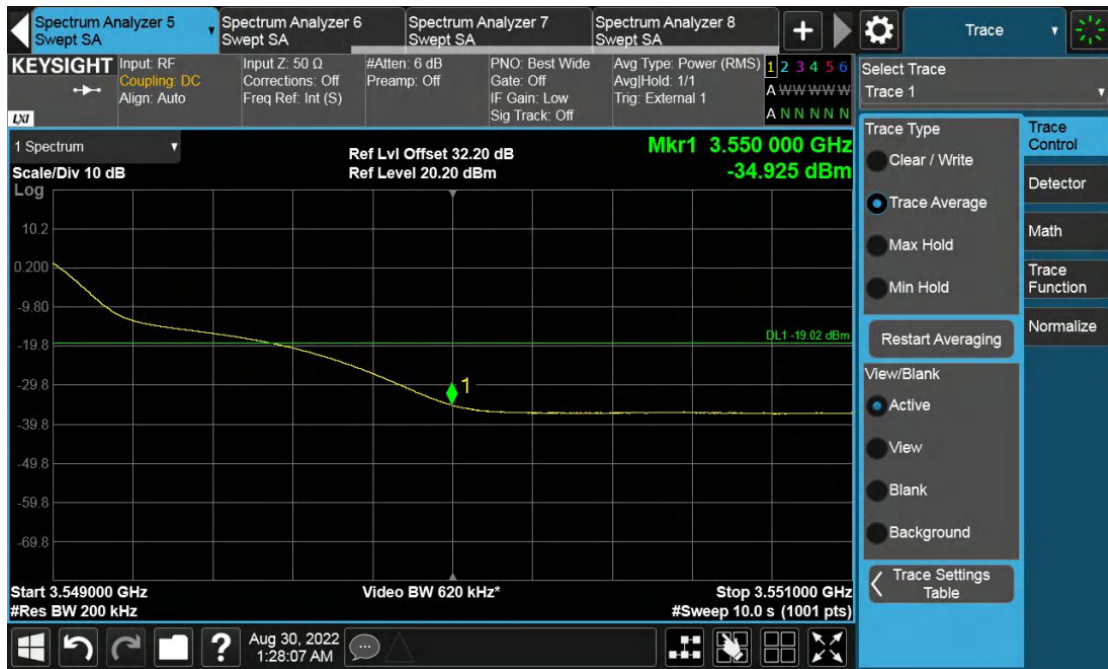 Spectrum Analyzer 5
Swept SA
Spectrum Analyzer 6
Swept SA
Spectrum Analyzer 7
Swept SA
Spectrum Analyzer 8
Swept SA
+
Trace
KEYSIGHT
LXI
Input: RF
Coupling: DC
Align: Auto
Input Z: 50 Ω
Corrections: Off
Freq Ref: Int (S)
#Atten: 6 dB
Preamp: Off
PNO: Best Wide
Gate: Off
IF Gain: Low
Sig Track: Off
Avg Type: Power (RMS)
Avg|Hold: 1/1
Trig: External 1
1 2 3 4 5 6
A W W W W W
A N N N N N
Select Trace
Trace 1
1 Spectrum
Scale/Div 10 dB
Log
Ref Lvl Offset 32.20 dB
Ref Level 20.20 dBm
Mkr1 3.550 000 GHz
-34.925 dBm
10.2
0.200
-9.80
-19.8
-29.8
-39.8
-49.8
-59.8
-69.8
DL1 -19.02 dBm
1
Start 3.549000 GHz
#Res BW 200 kHz
Video BW 620 kHz*
Stop 3.551000 GHz
#Sweep 10.0 s (1001 pts)
Trace Type
Clear / Write
Trace Average
Max Hold
Min Hold
Restart Averaging
View/Blank
Active
View
Blank
Background
Trace Settings
Table
Trace
Control
Detector
Math
Trace
Function
Normalize
?
Aug 30, 2022
1:28:07 AM